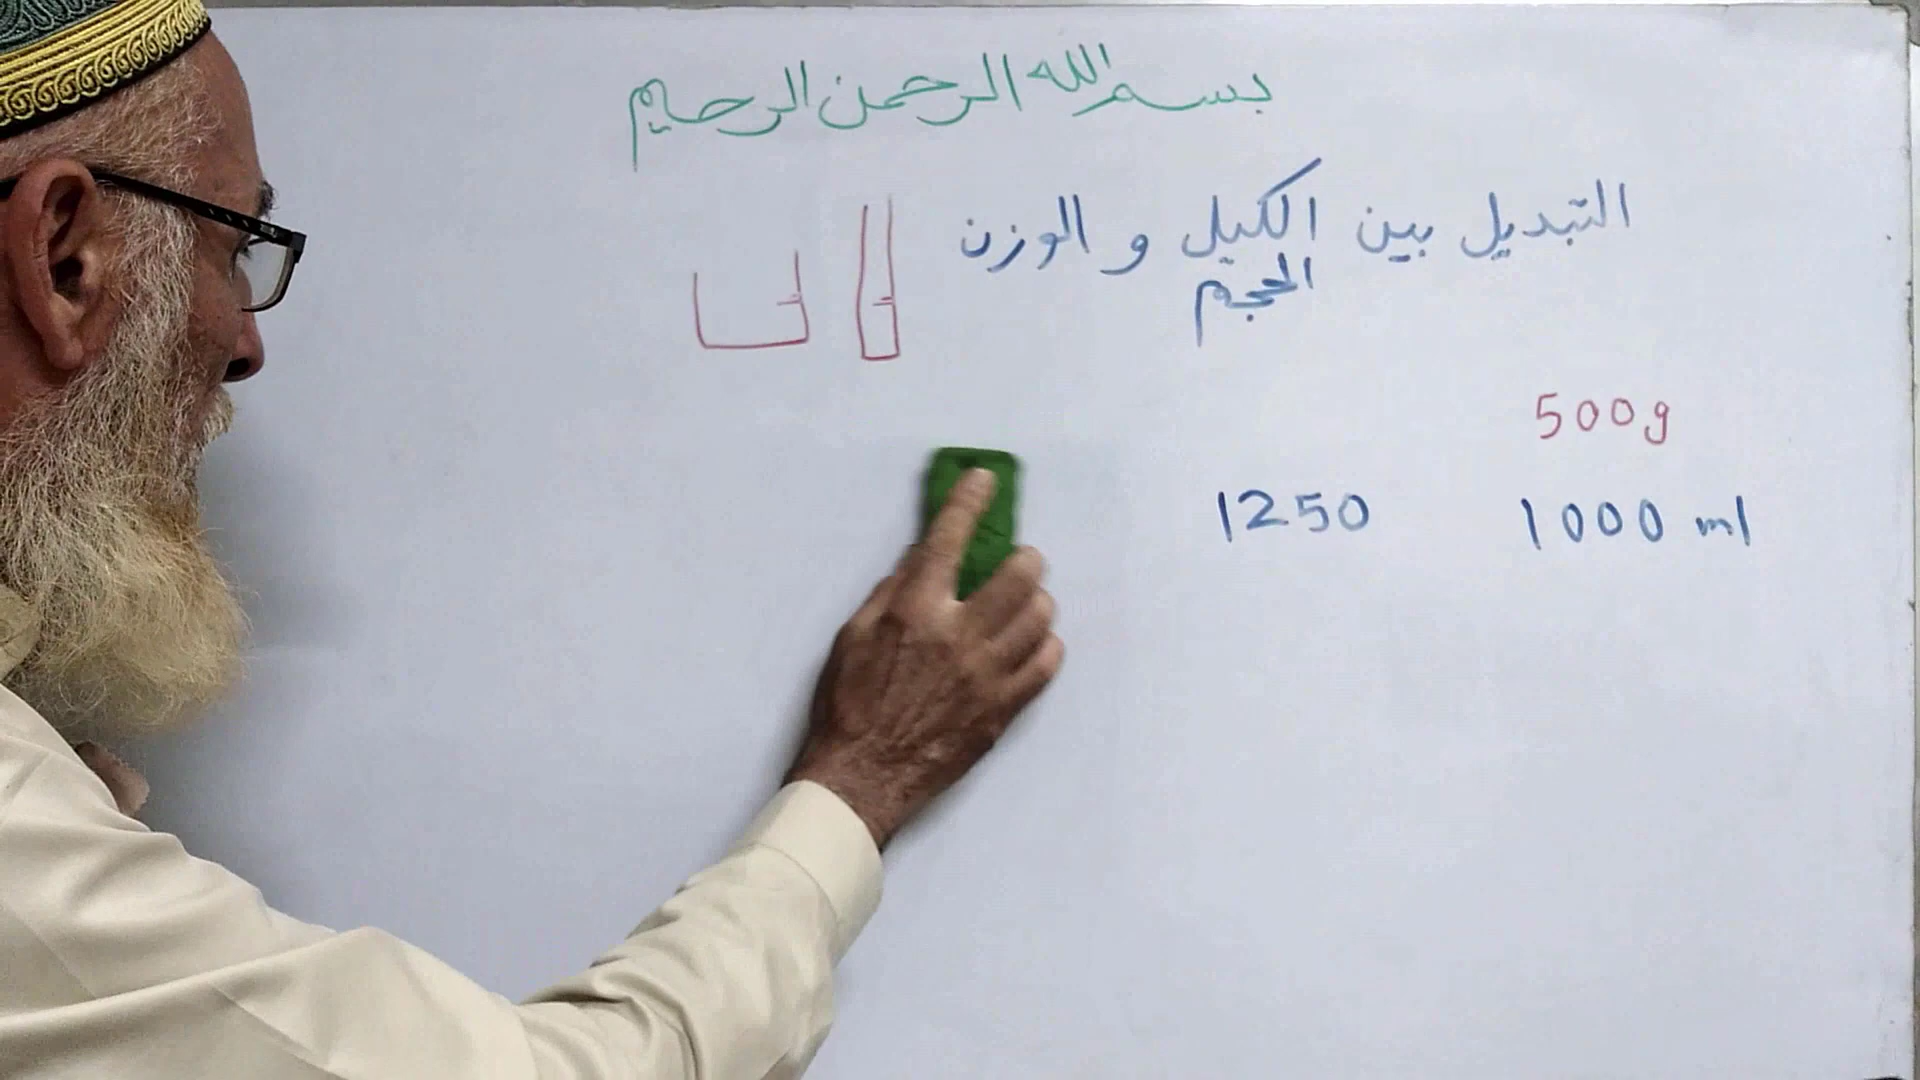 بسم الله الرحمن الرحيم
التبديل بين الكيل و الوزن
الحجم
500g
1250 1000 ml